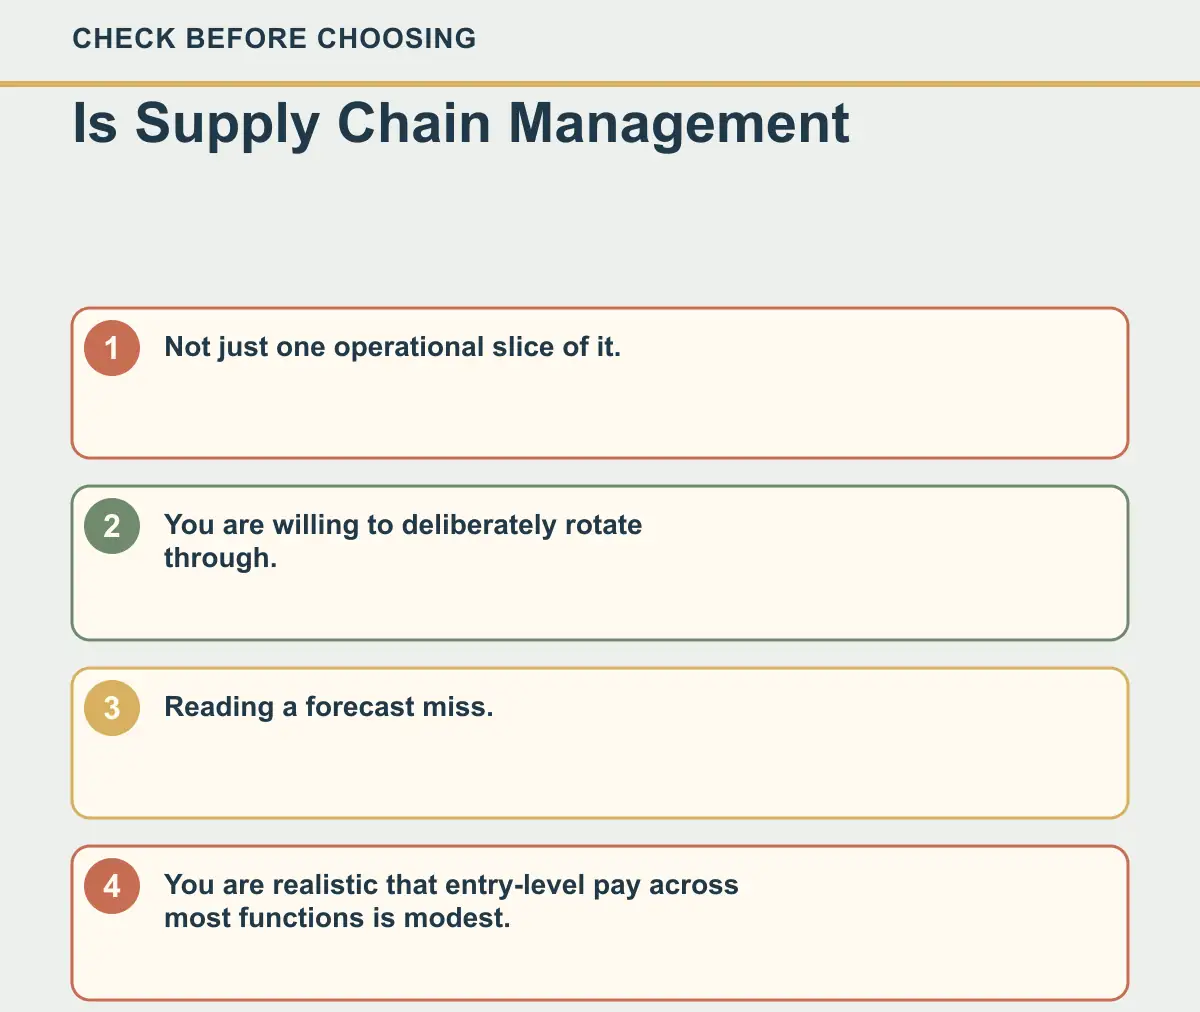 CHECK BEFORE CHOOSING
Is Supply Chain Management
1
Not just one operational slice of it.
2
You are willing to deliberately rotate
through.
3
Reading a forecast miss.
4
You are realistic that entry-level pay across
most functions is modest.